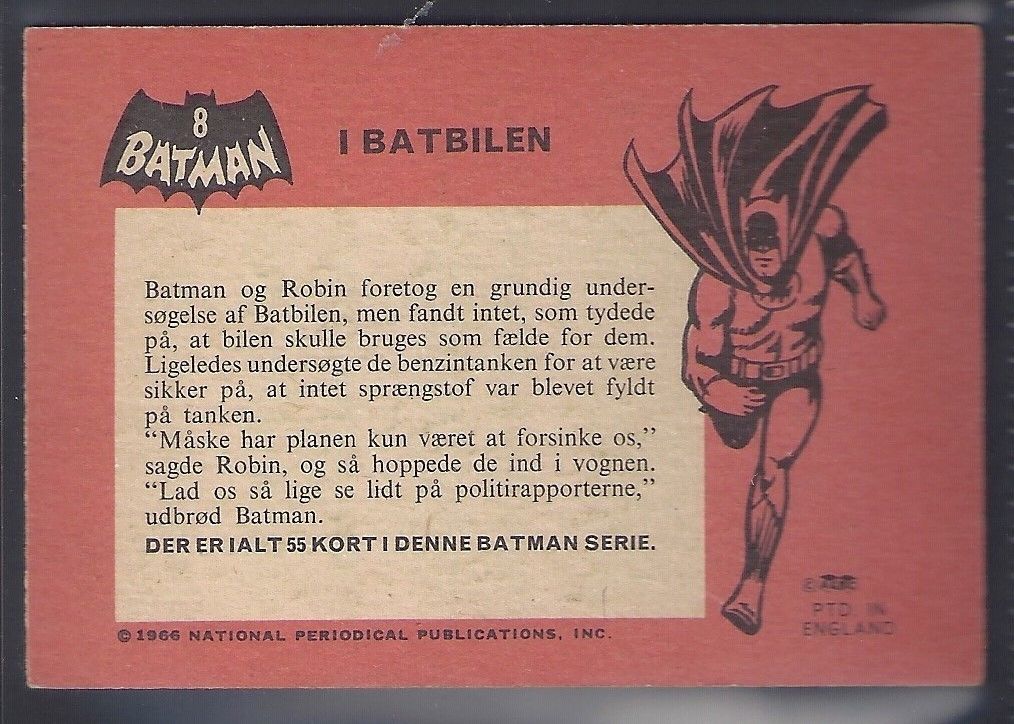 8
BATMAN
I BATBILEN
Batman og Robin foretog en grundig under-
søgelse af Batbilen, men fandt intet, som tydede
på, at bilen skulle bruges som fælde for dem.
Ligeledes undersøgte de benzintanken for at være
sikker på, at intet sprængstof var blevet fyldt
på tanken.
“Måske har planen kun været at forsinke os,”
sagde Robin, og så hoppede de ind i vognen.
“Lad os så lige se lidt på politirapporterne,”
udbrød Batman.
DER ER IALT 55 KORT I DENNE BATMAN SERIE.
© 1966 NATIONAL PERIODICAL PUBLICATIONS, INC.
PTD. IN
ENGLAND